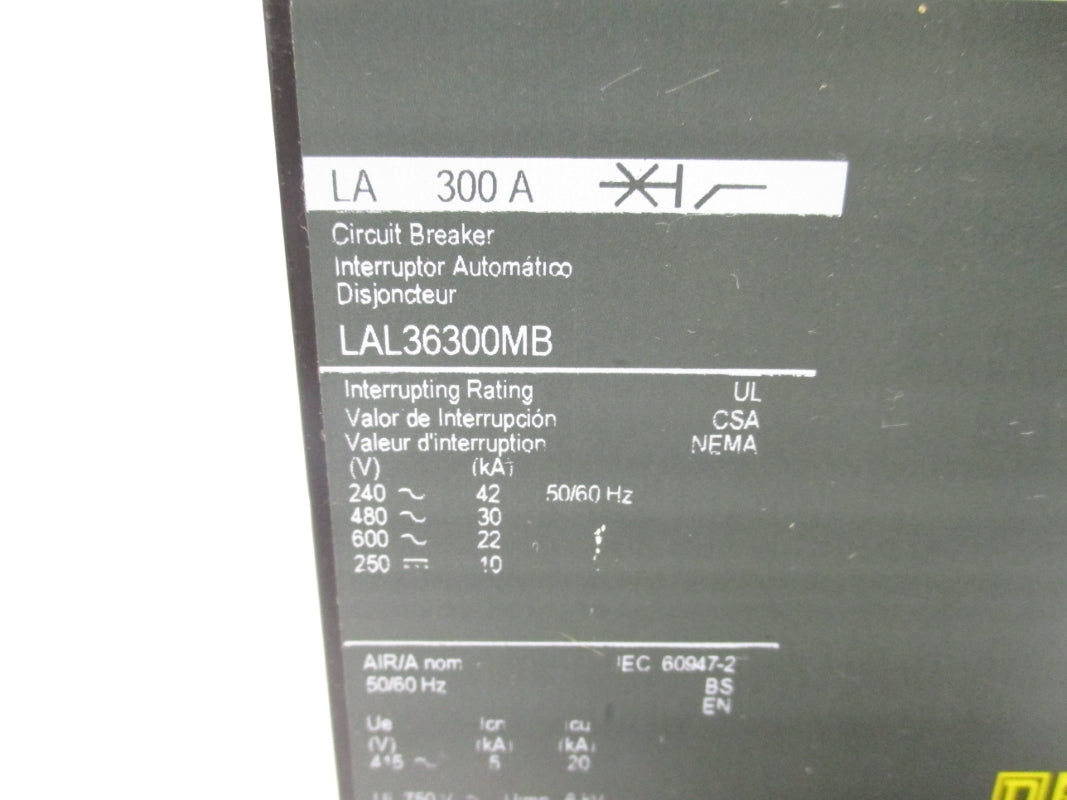 LA 300 A
Circuit Breaker
Interruptor Automático
Disjoncteur
LAL36300MB
Interrupting Rating UL
Valor de Interrupción CSA
Valeur d'interruption NEMA
(V) (kA)
240 ~ 42 50/60 Hz
480 ~ 30
600 ~ 22
250 ⎓ 10
AIR/A nom IEC 60947-2
50/60 Hz BS
EN
Ue Icn Icu
(V) (kA) (kA)
415 ~ 5 20